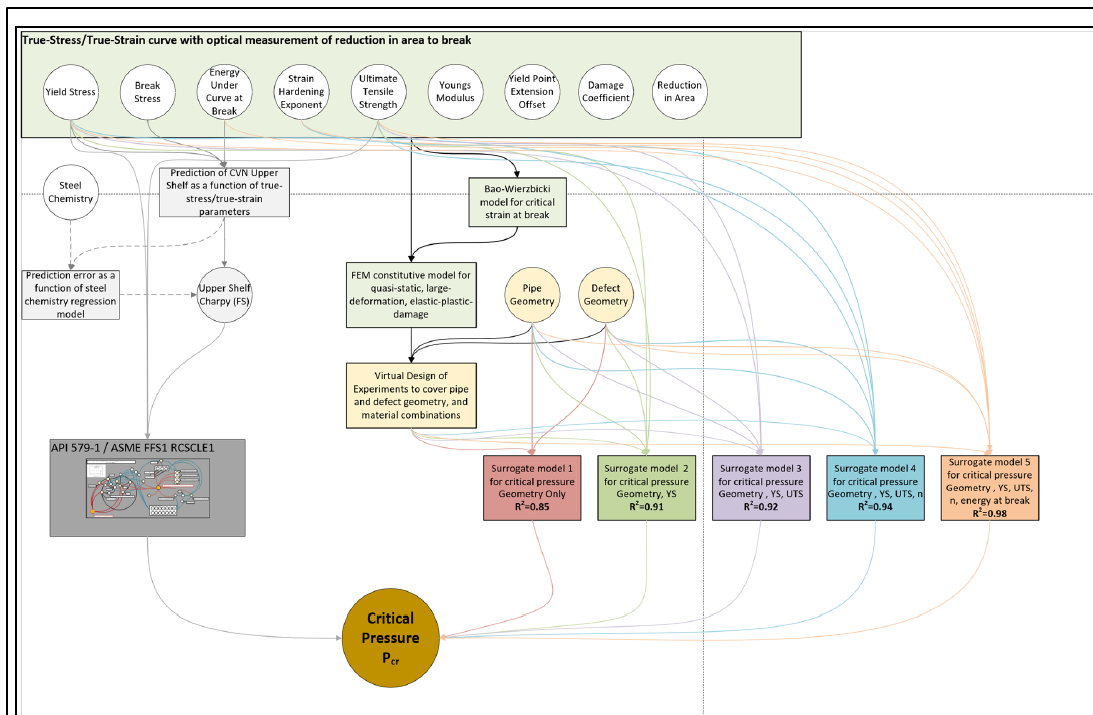 True-Stress/True-Strain curve with optical measurement of reduction in area to break
Yield Stress
Break
Stress
Energy
Under
Curve at
Break
Strain
Hardening
Exponent
Ultimate
Tensile
Strength
Youngs
Modulus
Yield Point
Extension
Offset
Damage
Coefficient
Reduction
in Area
Steel
Chemistry
Prediction of CVN Upper
Shelf as a function of true-
stress/true-strain
parameters
Bao-Wierzbicki
model for critical
strain at break
Prediction error as a
function of steel
chemistry regression
model
Upper Shelf
Charpy (FS)
FEM constitutive model for
quasi-static, large-
deformation, elastic-plastic-
damage
Pipe
Geometry
Defect
Geometry
Virtual Design of
Experiments to cover pipe
and defect geometry, and
material combinations
API 579-1 / ASME FFS1 RCSCLE1
Surrogate model 1
for critical pressure
Geometry Only
R²=0.85
Surrogate model 2
for critical pressure
Geometry, YS
R²=0.91
Surrogate model 3
for critical pressure
Geometry , YS, UTS
R²=0.92
Surrogate model 4
for critical pressure
Geometry , YS, UTS, n
R²=0.94
Surrogate model 5
for critical pressure
Geometry , YS, UTS,
n, energy at break
R²=0.98
Critical
Pressure
Pcr